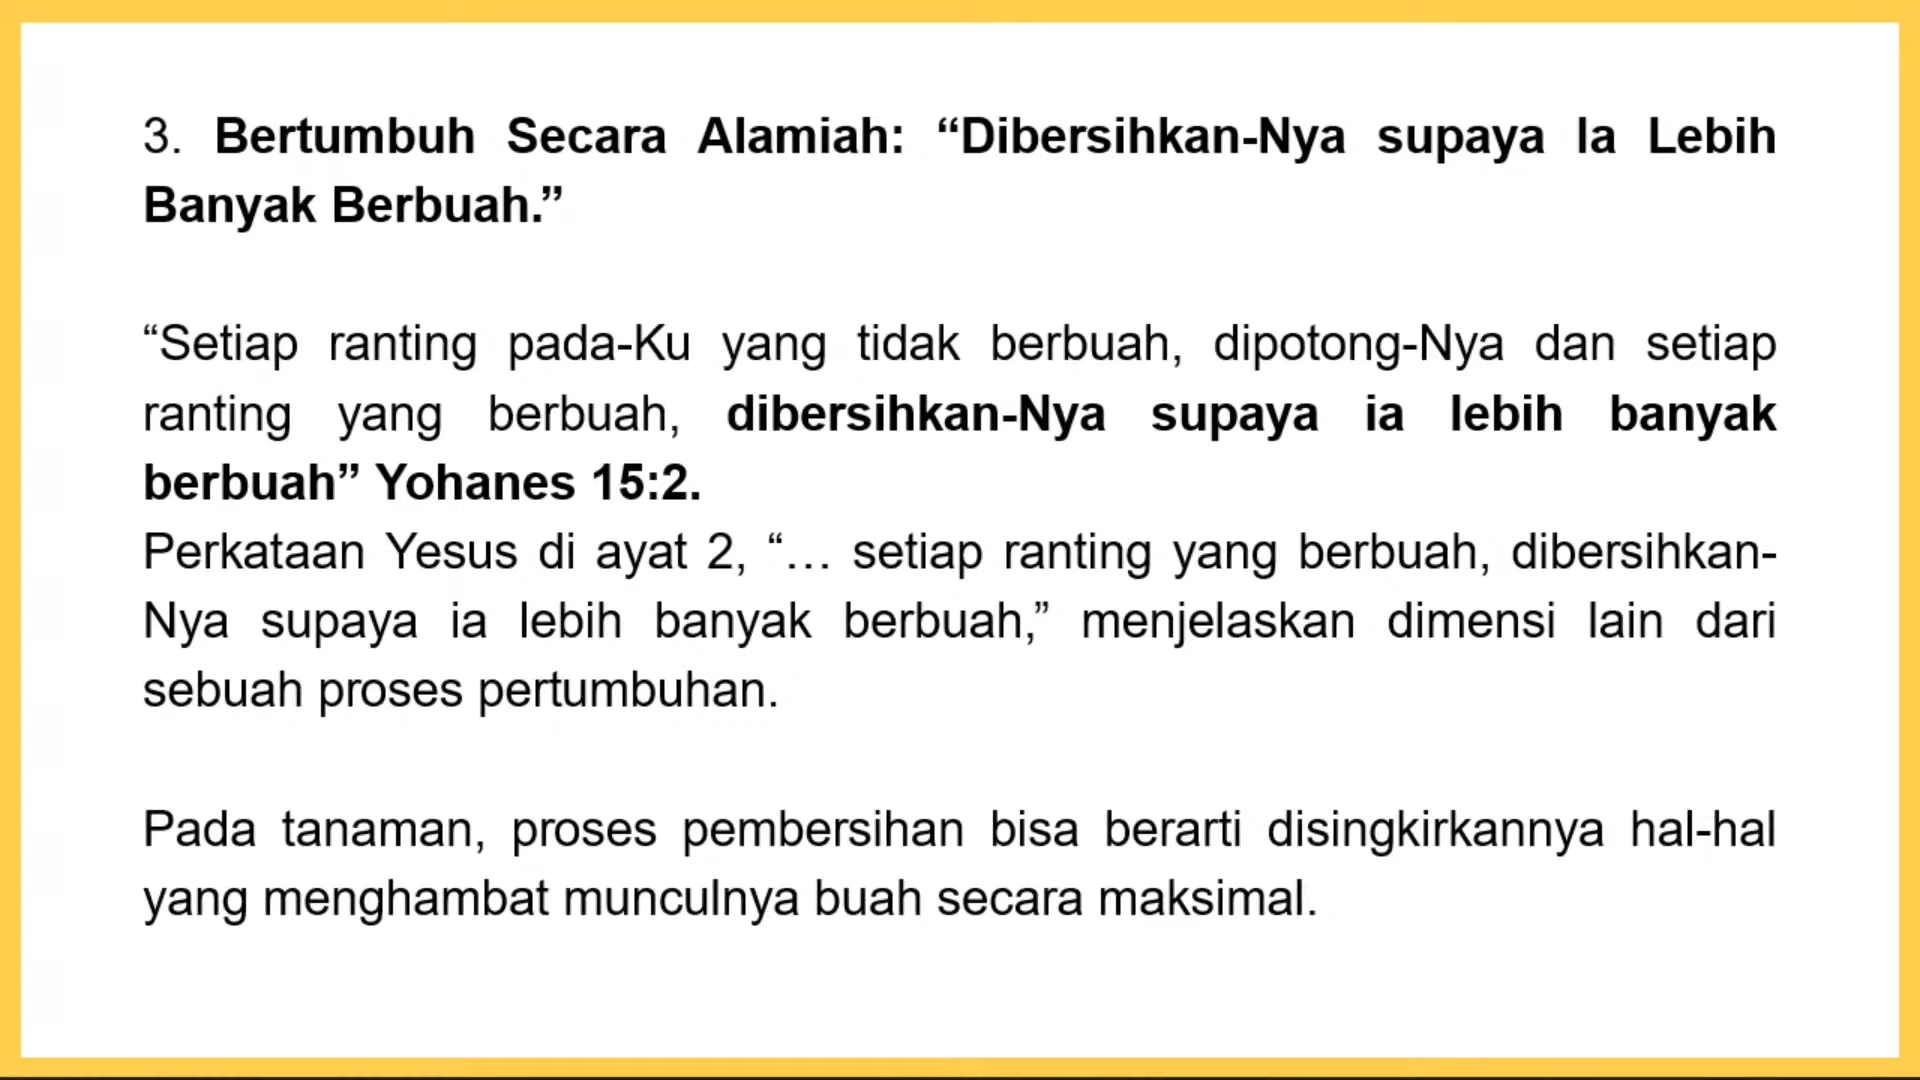 3. Bertumbuh Secara Alamiah: “Dibersihkan-Nya supaya Ia Lebih
Banyak Berbuah.”
“Setiap ranting pada-Ku yang tidak berbuah, dipotong-Nya dan setiap
ranting yang berbuah, dibersihkan-Nya supaya ia lebih banyak
berbuah” Yohanes 15:2.
Perkataan Yesus di ayat 2, “… setiap ranting yang berbuah, dibersihkan-
Nya supaya ia lebih banyak berbuah,” menjelaskan dimensi lain dari
sebuah proses pertumbuhan.
Pada tanaman, proses pembersihan bisa berarti disingkirkannya hal-hal
yang menghambat munculnya buah secara maksimal.